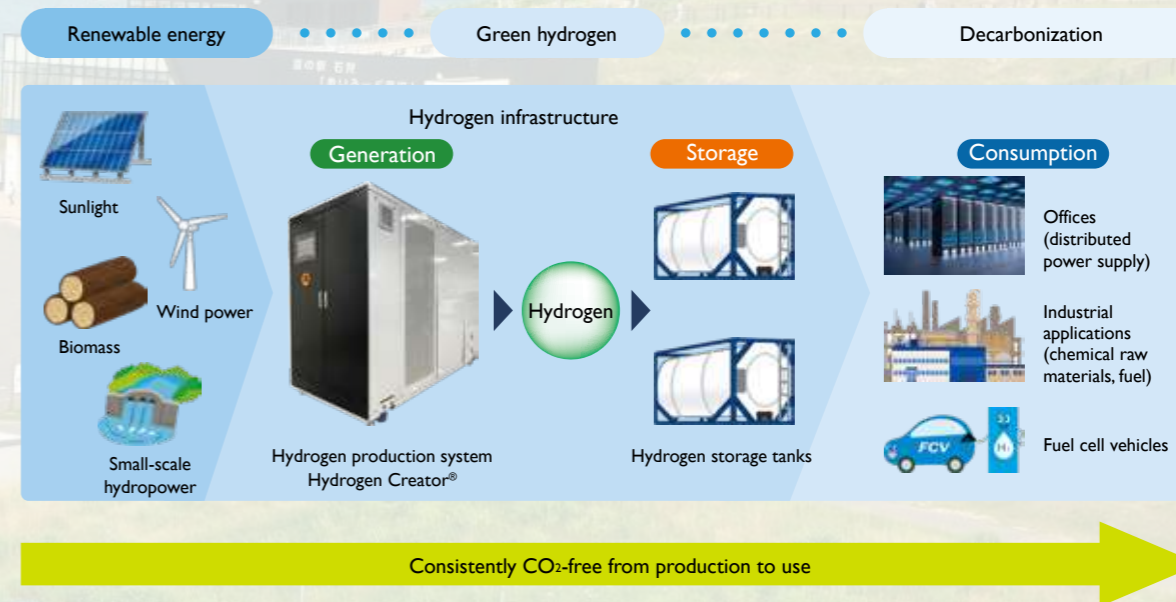 Renewable energy
Green hydrogen
Decarbonization
Hydrogen infrastructure
Generation
Storage
Consumption
Sunlight
Wind power
Biomass
Small-scale
hydropower
Hydrogen production system
Hydrogen Creator®
Hydrogen
Hydrogen storage tanks
Offices
(distributed
power supply)
Industrial
applications
(chemical raw
materials, fuel)
FCV
H₂
Fuel cell vehicles
Consistently CO₂-free from production to use